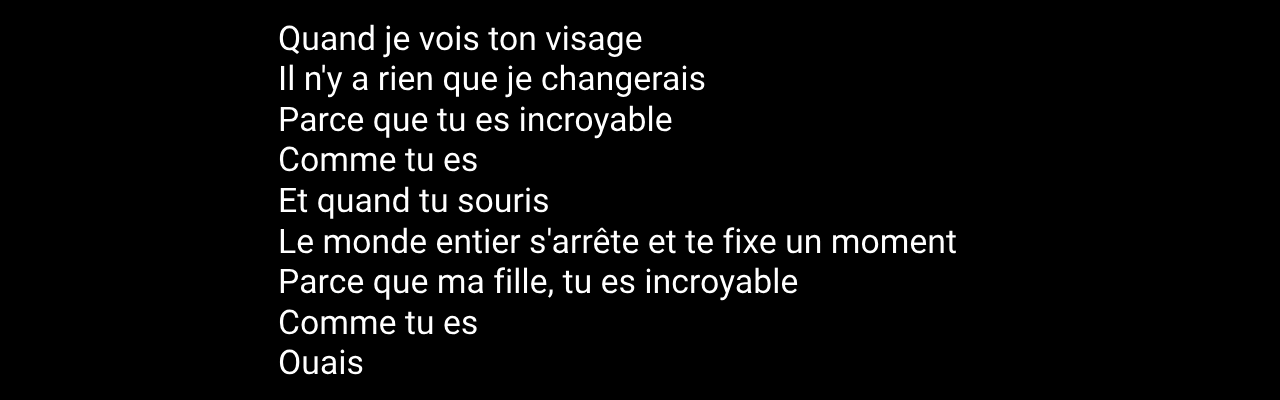 Quand je vois ton visage
Il n'y a rien que je changerais
Parce que tu es incroyable
Comme tu es
Et quand tu souris
Le monde entier s'arrête et te fixe un moment
Parce que ma fille, tu es incroyable
Comme tu es
Ouais